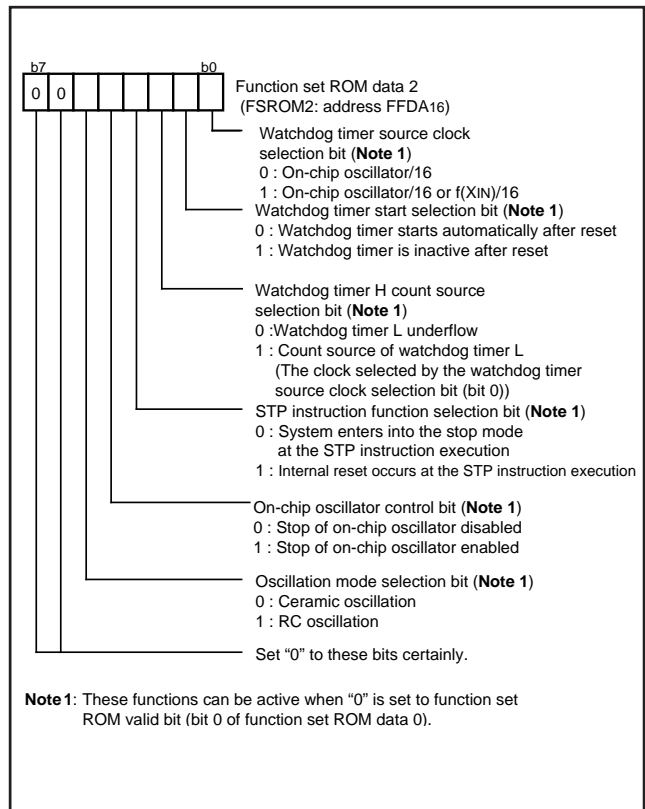 b7 b0
0 0
Function set ROM data 2
(FSROM2: address FFDA16)
Watchdog timer source clock
selection bit (Note 1)
0 : On-chip oscillator/16
1 : On-chip oscillator/16 or f(XIN)/16
Watchdog timer start selection bit (Note 1)
0 : Watchdog timer starts automatically after reset
1 : Watchdog timer is inactive after reset
Watchdog timer H count source
selection bit (Note 1)
0 :Watchdog timer L underflow
1 : Count source of watchdog timer L
(The clock selected by the watchdog timer
source clock selection bit (bit 0))
STP instruction function selection bit (Note 1)
0 : System enters into the stop mode
at the STP instruction execution
1 : Internal reset occurs at the STP instruction execution
On-chip oscillator control bit (Note 1)
0 : Stop of on-chip oscillator disabled
1 : Stop of on-chip oscillator enabled
Oscillation mode selection bit (Note 1)
0 : Ceramic oscillation
1 : RC oscillation
Set “0” to these bits certainly.
Note 1: These functions can be active when “0” is set to function set
ROM valid bit (bit 0 of function set ROM data 0).